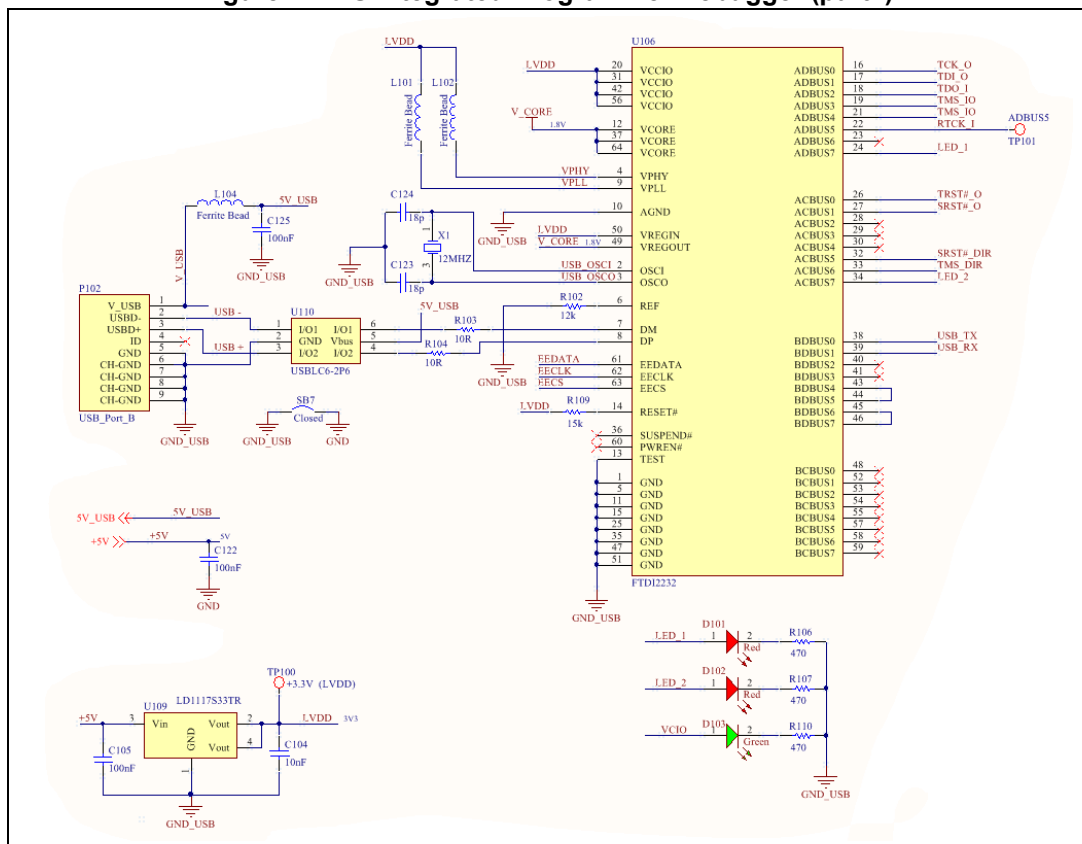 LVDD
L101
Ferrite Bead
L102
Ferrite Bead
U106
LVDD
20 VCCIO
31 VCCIO
42 VCCIO
56 VCCIO
V_CORE
1.8V
12 VCORE
37 VCORE
64 VCORE
VPHY 4 VPHY
VPLL 9 VPLL
10 AGND
GND_USB
LVDD 50 VREGIN
V_CORE 1.8V 49 VREGOUT
USB_OSCI 2 OSCI
USB_OSCO 3 OSCO
6 REF
7 DM
8 DP
EEDATA 61 EEDATA
EECLK 62 EECLK
EECS 63 EECS
LVDD R109 15k 14 RESET#
36 SUSPEND#
60 PWREN#
13 TEST
1 GND
5 GND
11 GND
15 GND
25 GND
35 GND
47 GND
51 GND
FTDI2232
GND_USB
ADBUS0 16 TCK_O
ADBUS1 17 TDI_O
ADBUS2 18 TDO_I
ADBUS3 19 TMS_IO
ADBUS4 21 TMS_IO
ADBUS5 22 RTCK_I
ADBUS6 23
ADBUS7 24 LED_1
ADBUS5
TP101
ACBUS0 26 TRST#_O
ACBUS1 27 SRST#_O
ACBUS2 28
ACBUS3 29
ACBUS4 30
ACBUS5 32 SRST#_DIR
ACBUS6 33 TMS_DIR
ACBUS7 34 LED_2
BDBUS0 38 USB_TX
BDBUS1 39 USB_RX
BDBUS2 40
BDBUS3 41
BDBUS4 43
BDBUS5 44
BDBUS6 45
BDBUS7 46
BCBUS0 48
BCBUS1 52
BCBUS2 53
BCBUS3 54
BCBUS4 55
BCBUS5 57
BCBUS6 58
BCBUS7 59
L104
Ferrite Bead
5V_USB
C125
100nF
GND_USB
V_USB
C124
18p
1
X1
12MHZ
3
C123
18p
GND_USB
P102
V_USB 1
USBD- 2 USB -
USBD+ 3 USB +
ID 4
GND 5
CH-GND 6
CH-GND 7
CH-GND 8
CH-GND 9
USB_Port_B
GND_USB
U110
1 I/O1 I/O1 6
2 GND Vbus 5
3 I/O2 I/O2 4
USBLC6-2P6
5V_USB
R103
10R
R104
10R
R102
12k
GND_USB
SB7
Closed
GND_USB
GND
5V_USB 5V_USB
+5V +5V 5V
C122
100nF
GND
TP100
+3.3V (LVDD)
U109 LD1117S33TR
+5V 3 Vin Vout 2 LVDD 3V3
GND Vout 4
1
C105
100nF
C104
10nF
GND_USB
LED_1 1 D101 2 Red R106 470
LED_2 1 D102 2 Red R107 470
VCIO 1 D103 2 Green R110 470
GND_USB